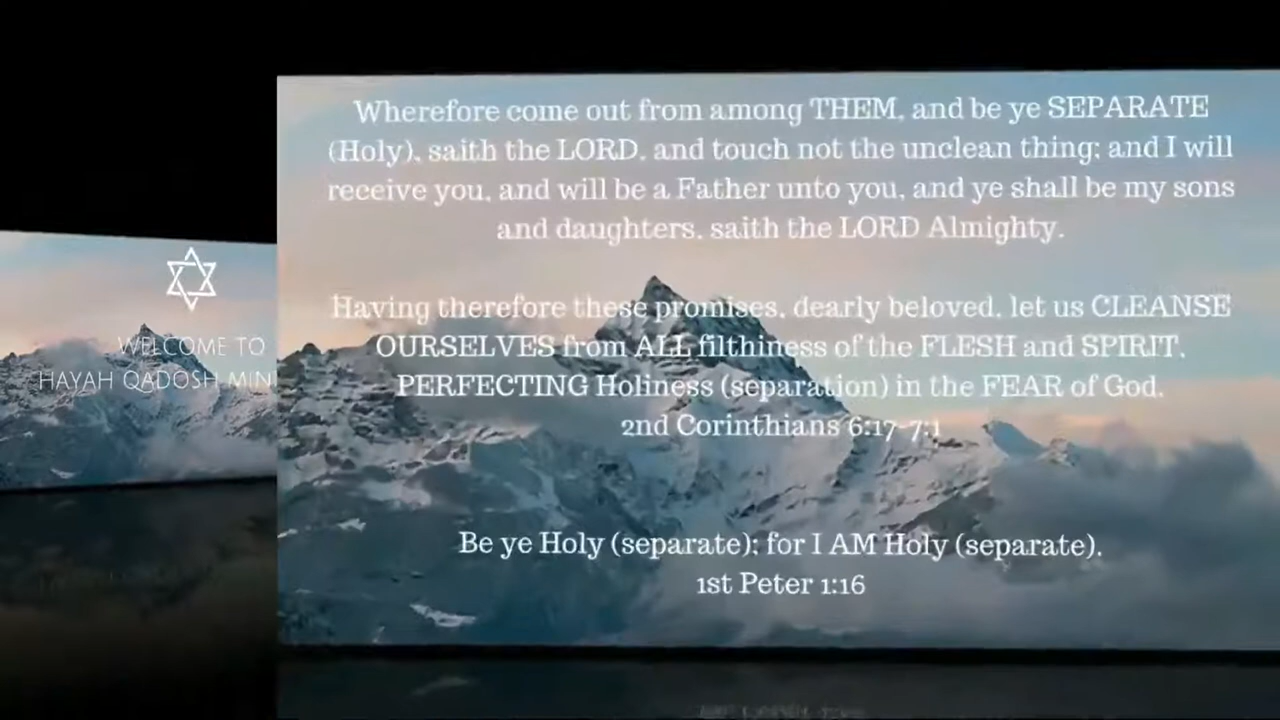 WELCOME TO
HAYAH QADOSH MIN
Wherefore come out from among THEM, and be ye SEPARATE
(Holy), saith the LORD, and touch not the unclean thing; and I will
receive you, and will be a Father unto you, and ye shall be my sons
and daughters, saith the LORD Almighty.
Having therefore these promises, dearly beloved, let us CLEANSE
OURSELVES from ALL filthiness of the FLESH and SPIRIT,
PERFECTING Holiness (separation) in the FEAR of God.
2nd Corinthians 6:17-7:1
Be ye Holy (separate); for I AM Holy (separate).
1st Peter 1:16